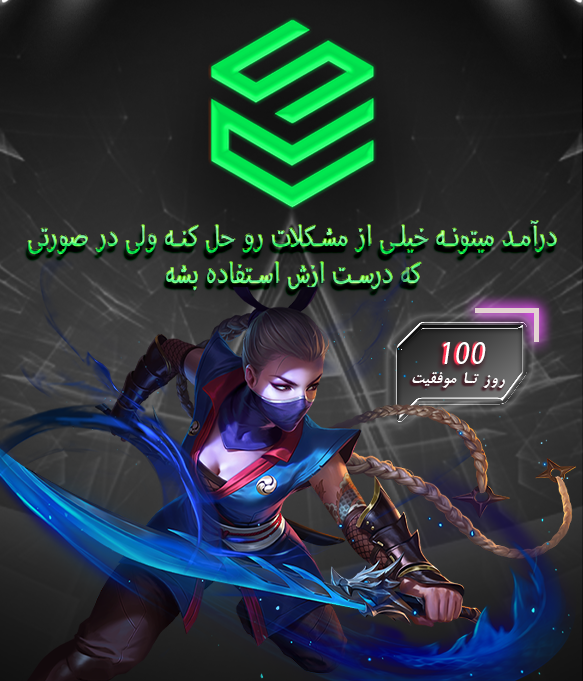 درآمد میتونه خیلی از مشکلات رو حل کنه ولی در صورتی
که درست ازش استفاده بشه
100
روز تا موفقیت